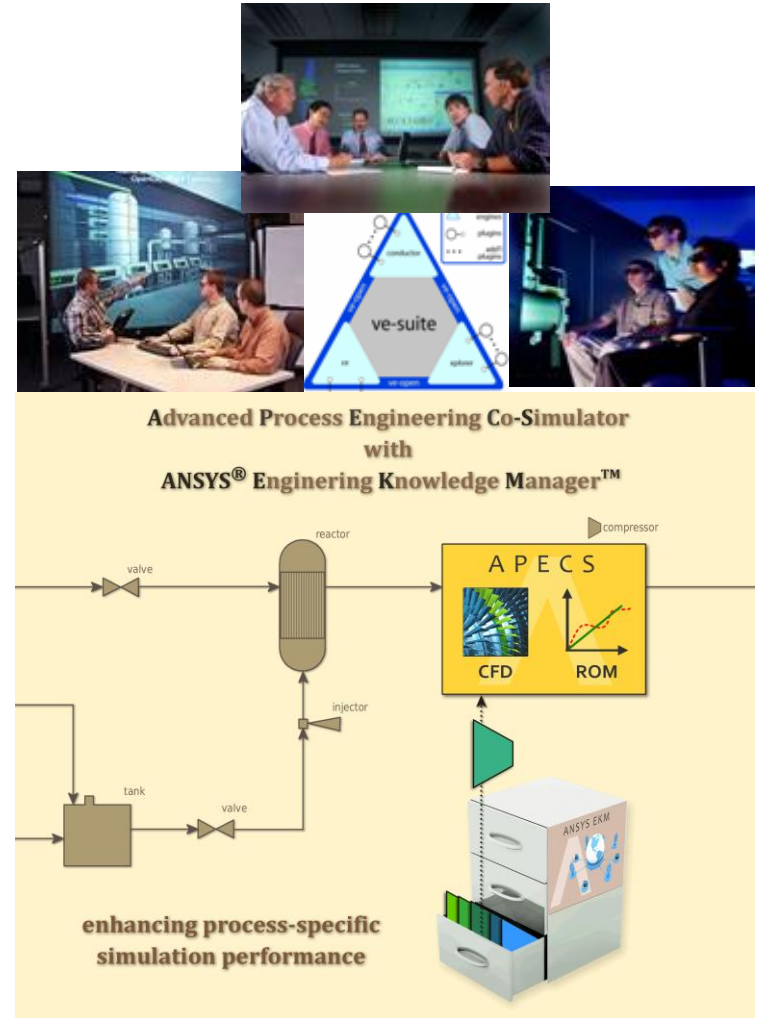 engines
plugins
add'l
plugins
conductor
ve-open
ve-open
ve-suite
xplorer
ve-open
Advanced Process Engineering Co-Simulator
with
ANSYS® Enginering Knowledge Manager™
reactor
compressor
valve
APECS
CFD
ROM
injector
tank
valve
ANSYS EKM
enhancing process-specific
simulation performance